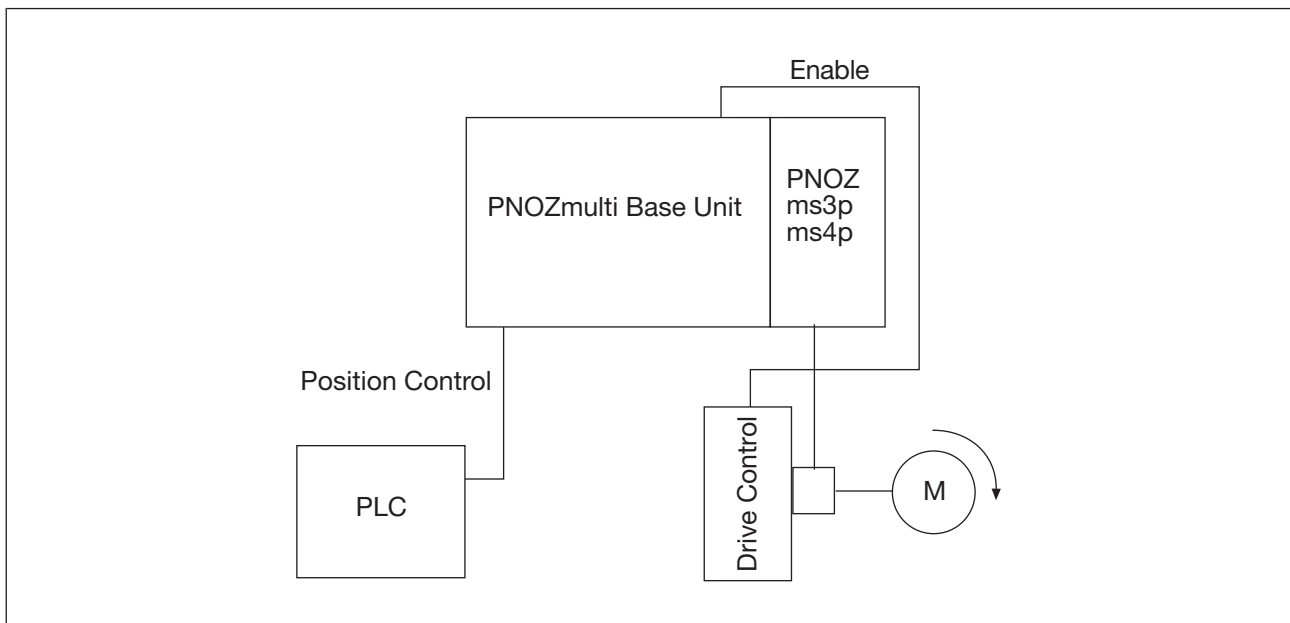 Enable
PNOZmulti Base Unit
PNOZ
ms3p
ms4p
Position Control
PLC
Drive Control
M